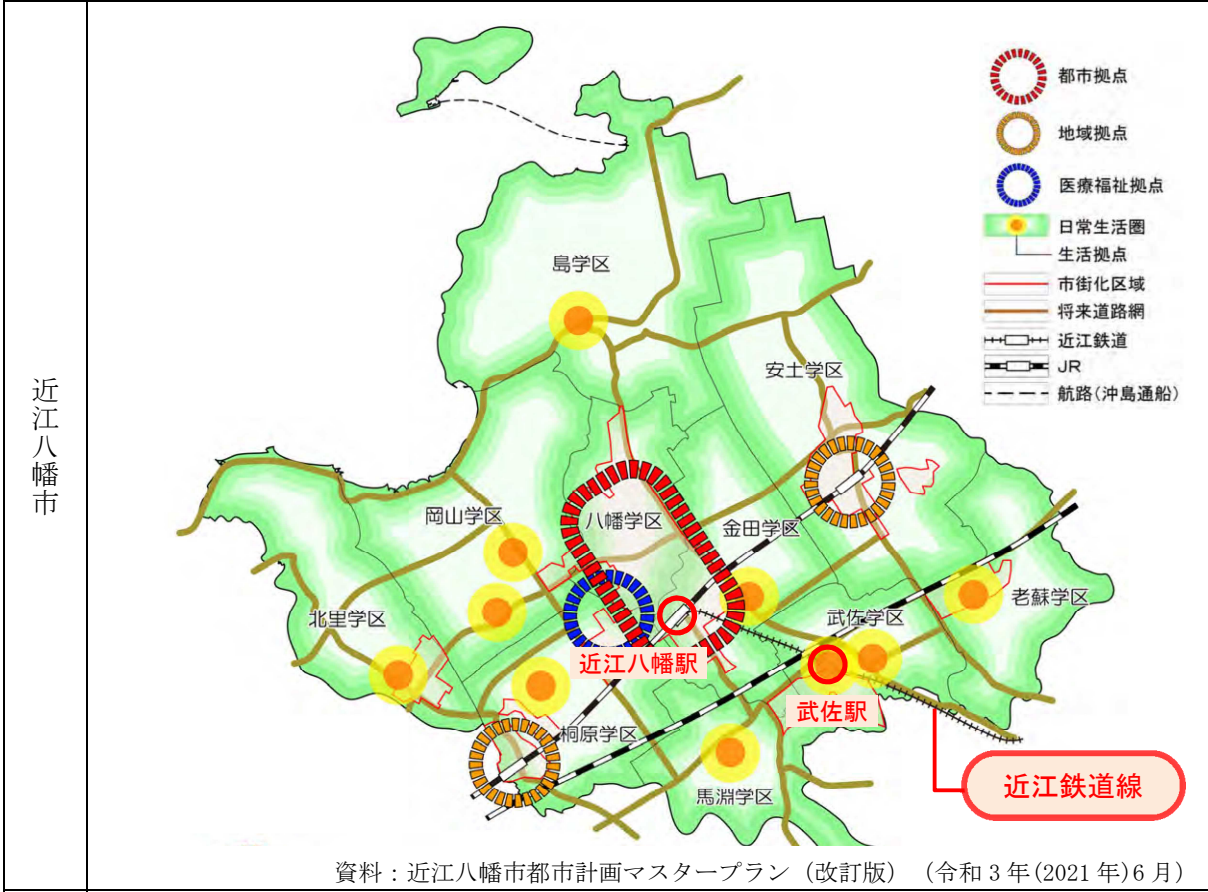 近江八幡市
都市拠点
地域拠点
医療福祉拠点
日常生活圏
生活拠点
市街化区域
将来道路網
近江鉄道
JR
航路(沖島通船)
島学区
安土学区
岡山学区
八幡学区
金田学区
北里学区
武佐学区
老蘇学区
近江八幡駅
武佐駅
桐原学区
馬淵学区
近江鉄道線
資料：近江八幡市都市計画マスタープラン（改訂版）（令和3年(2021年)6月）